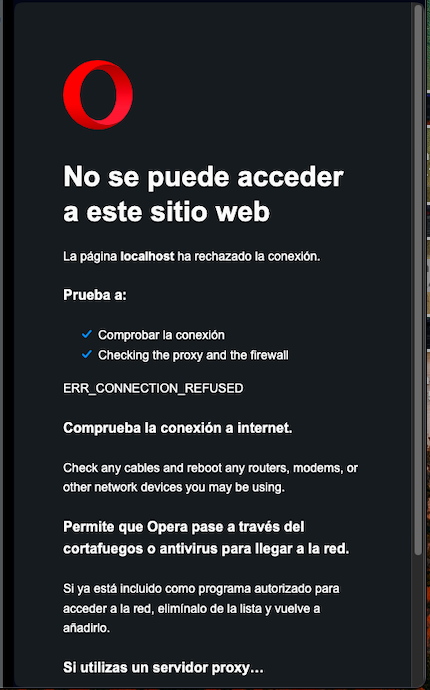 No se puede acceder
a este sitio web
La página localhost ha rechazado la conexión.
Prueba a:
Comprobar la conexión
Checking the proxy and the firewall
ERR_CONNECTION_REFUSED
Comprueba la conexión a internet.
Check any cables and reboot any routers, modems, or
other network devices you may be using.
Permite que Opera pase a través del
cortafuegos o antivirus para llegar a la red.
Si ya está incluido como programa autorizado para
acceder a la red, elimínalo de la lista y vuelve a
añadirlo.
Si utilizas un servidor proxy…